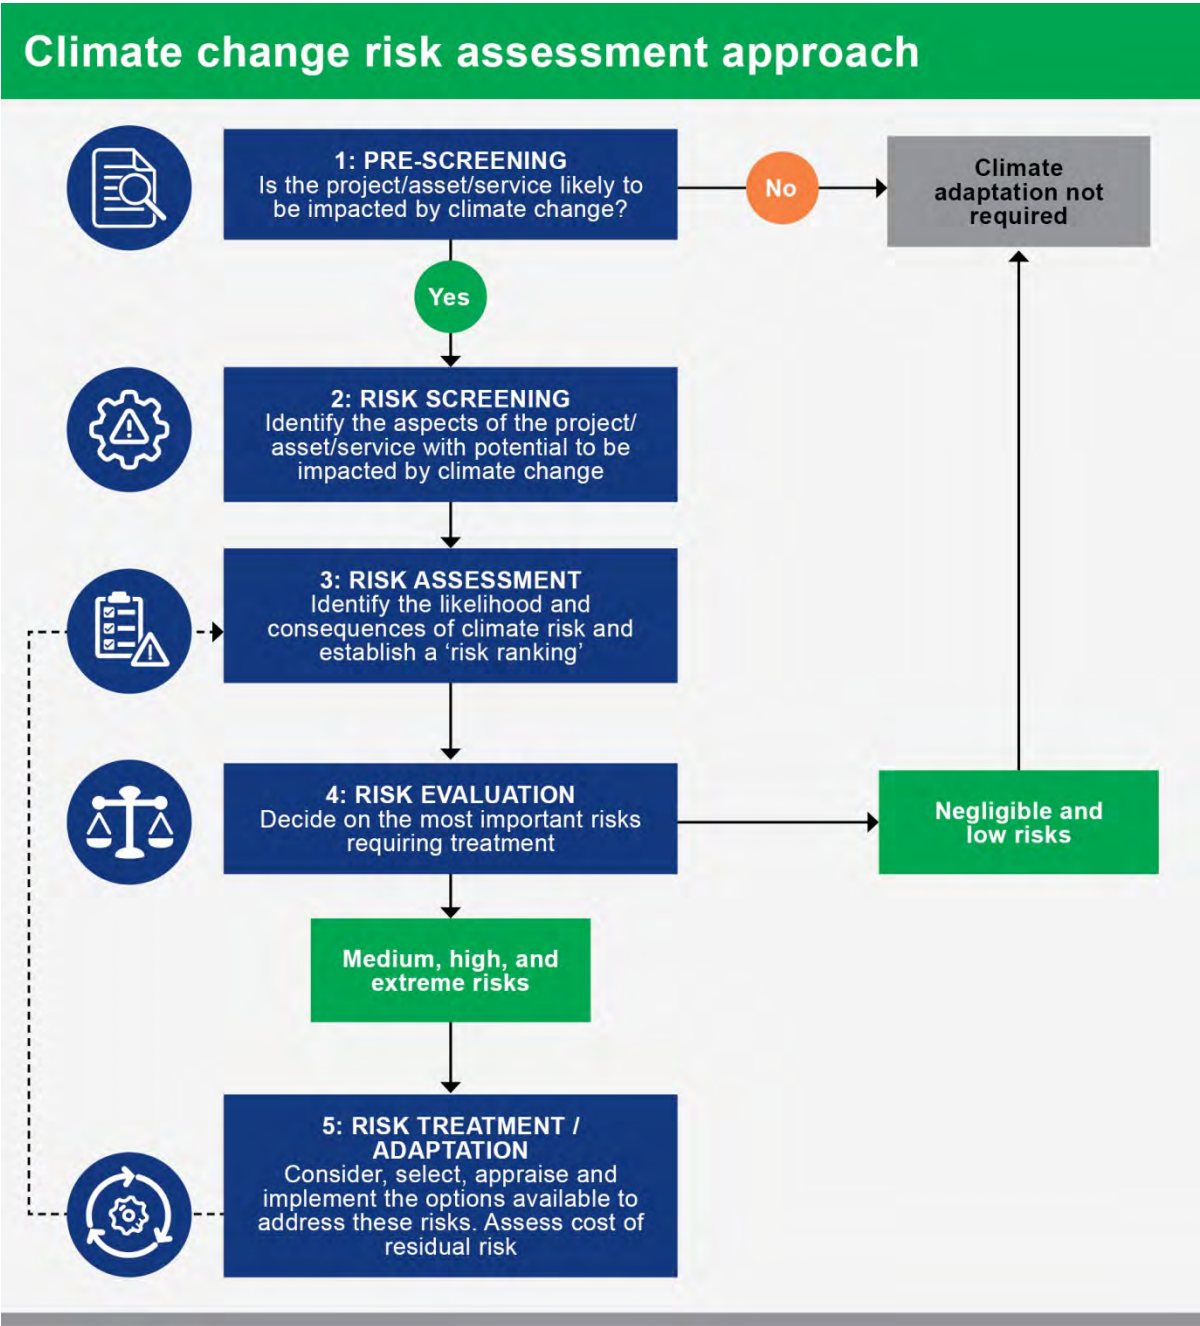 Climate change risk assessment approach
1: PRE-SCREENING
Is the project/asset/service likely to
be impacted by climate change?
No
Climate
adaptation not
required
Yes
2: RISK SCREENING
Identify the aspects of the project/
asset/service with potential to be
impacted by climate change
3: RISK ASSESSMENT
Identify the likelihood and
consequences of climate risk and
establish a ‘risk ranking’
4: RISK EVALUATION
Decide on the most important risks
requiring treatment
Negligible and
low risks
Medium, high, and
extreme risks
5: RISK TREATMENT /
ADAPTATION
Consider, select, appraise and
implement the options available to
address these risks. Assess cost of
residual risk